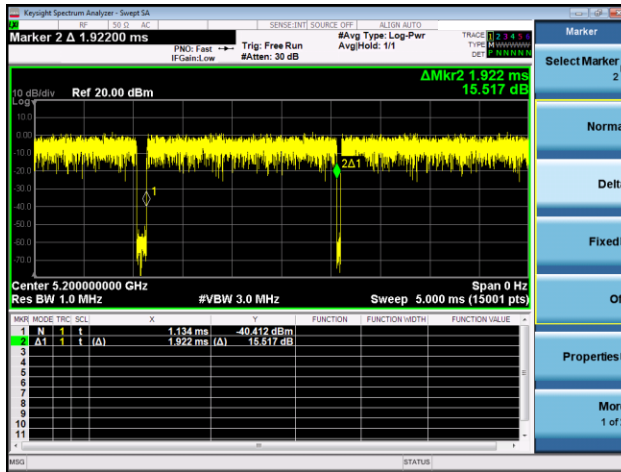 Keysight Spectrum Analyzer - Swept SA
RF 50 Ω AC SENSE:INT SOURCE OFF ALIGN AUTO
Marker 2 Δ 1.92200 ms
PNO: Fast
IFGain:Low
Trig: Free Run
#Atten: 30 dB
#Avg Type: Log-Pwr
Avg|Hold: 1/1
TRACE 1 2 3 4 5 6
TYPE M WWWWW
DET P N N N N N
ΔMkr2 1.922 ms
15.517 dB
10 dB/div Ref 20.00 dBm
Log
10.0
0.00
-10.0
-20.0
-30.0
-40.0
-50.0
-60.0
-70.0
1
2Δ1
Center 5.200000000 GHz Span 0 Hz
Res BW 1.0 MHz #VBW 3.0 MHz Sweep 5.000 ms (15001 pts)
MKR MODE TRC SCL X Y FUNCTION FUNCTION WIDTH FUNCTION VALUE
1 N 1 t 1.134 ms -40.412 dBm
2 Δ1 1 t (Δ) 1.922 ms (Δ) 15.517 dB
3
4
5
6
7
8
9
10
11
MSG STATUS
Marker
Select Marker
2
Norma
Delt
Fixed
Of
Properties
Mor
1 of